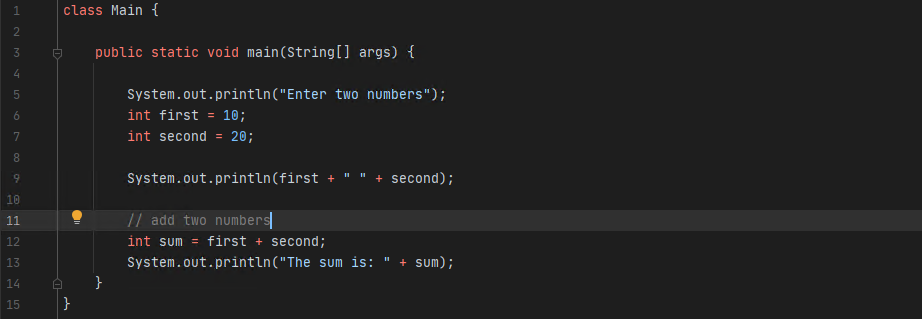 1 class Main {
2
3     public static void main(String[] args) {
4
5         System.out.println("Enter two numbers");
6         int first = 10;
7         int second = 20;
8
9         System.out.println(first + " " + second);
10
11         // add two numbers
12         int sum = first + second;
13         System.out.println("The sum is: " + sum);
14     }
15 }